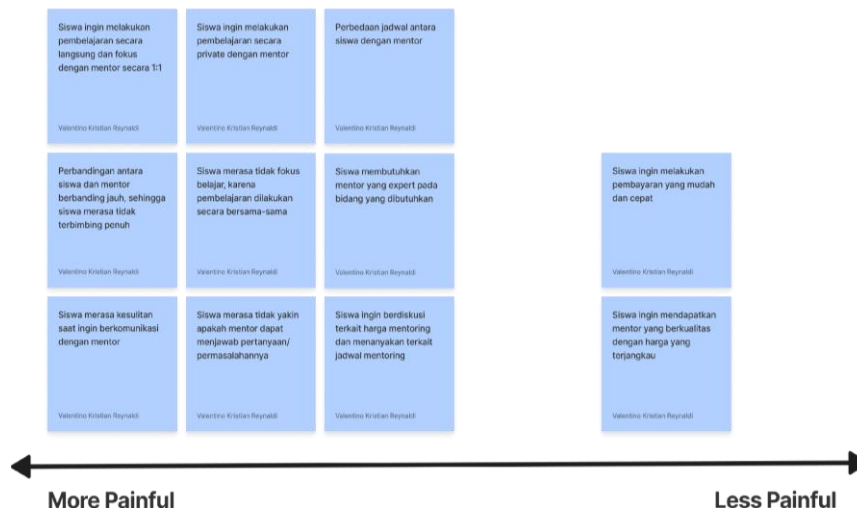 Siswa ingin melakukan
pembelajaran secara
langsung dan fokus
dengan mentor secara 1:1
Valentino Kristian Reynaldi
Siswa ingin melakukan
pembelajaran secara
private dengan mentor
Valentino Kristian Reynaldi
Perbedaan jadwal antara
siswa dengan mentor
Valentino Kristian Reynaldi
Perbandingan antara
siswa dan mentor
berbanding jauh, sehingga
siswa merasa tidak
terbimbing penuh
Valentino Kristian Reynaldi
Siswa merasa tidak fokus
belajar, karena
pembelajaran dilakukan
secara bersama-sama
Valentino Kristian Reynaldi
Siswa membutuhkan
mentor yang expert pada
bidang yang dibutuhkan
Valentino Kristian Reynaldi
Siswa ingin melakukan
pembayaran yang mudah
dan cepat
Valentino Kristian Reynaldi
Siswa merasa kesulitan
saat ingin berkomunikasi
dengan mentor
Valentino Kristian Reynaldi
Siswa merasa tidak yakin
apakah mentor dapat
menjawab pertanyaan/
permasalahannya
Valentino Kristian Reynaldi
Siswa ingin berdiskusi
terkait harga mentoring
dan menanyakan terkait
jadwal mentoring
Valentino Kristian Reynaldi
Siswa ingin mendapatkan
mentor yang berkualitas
dengan harga yang
terjangkau
Valentino Kristian Reynaldi
More Painful
Less Painful